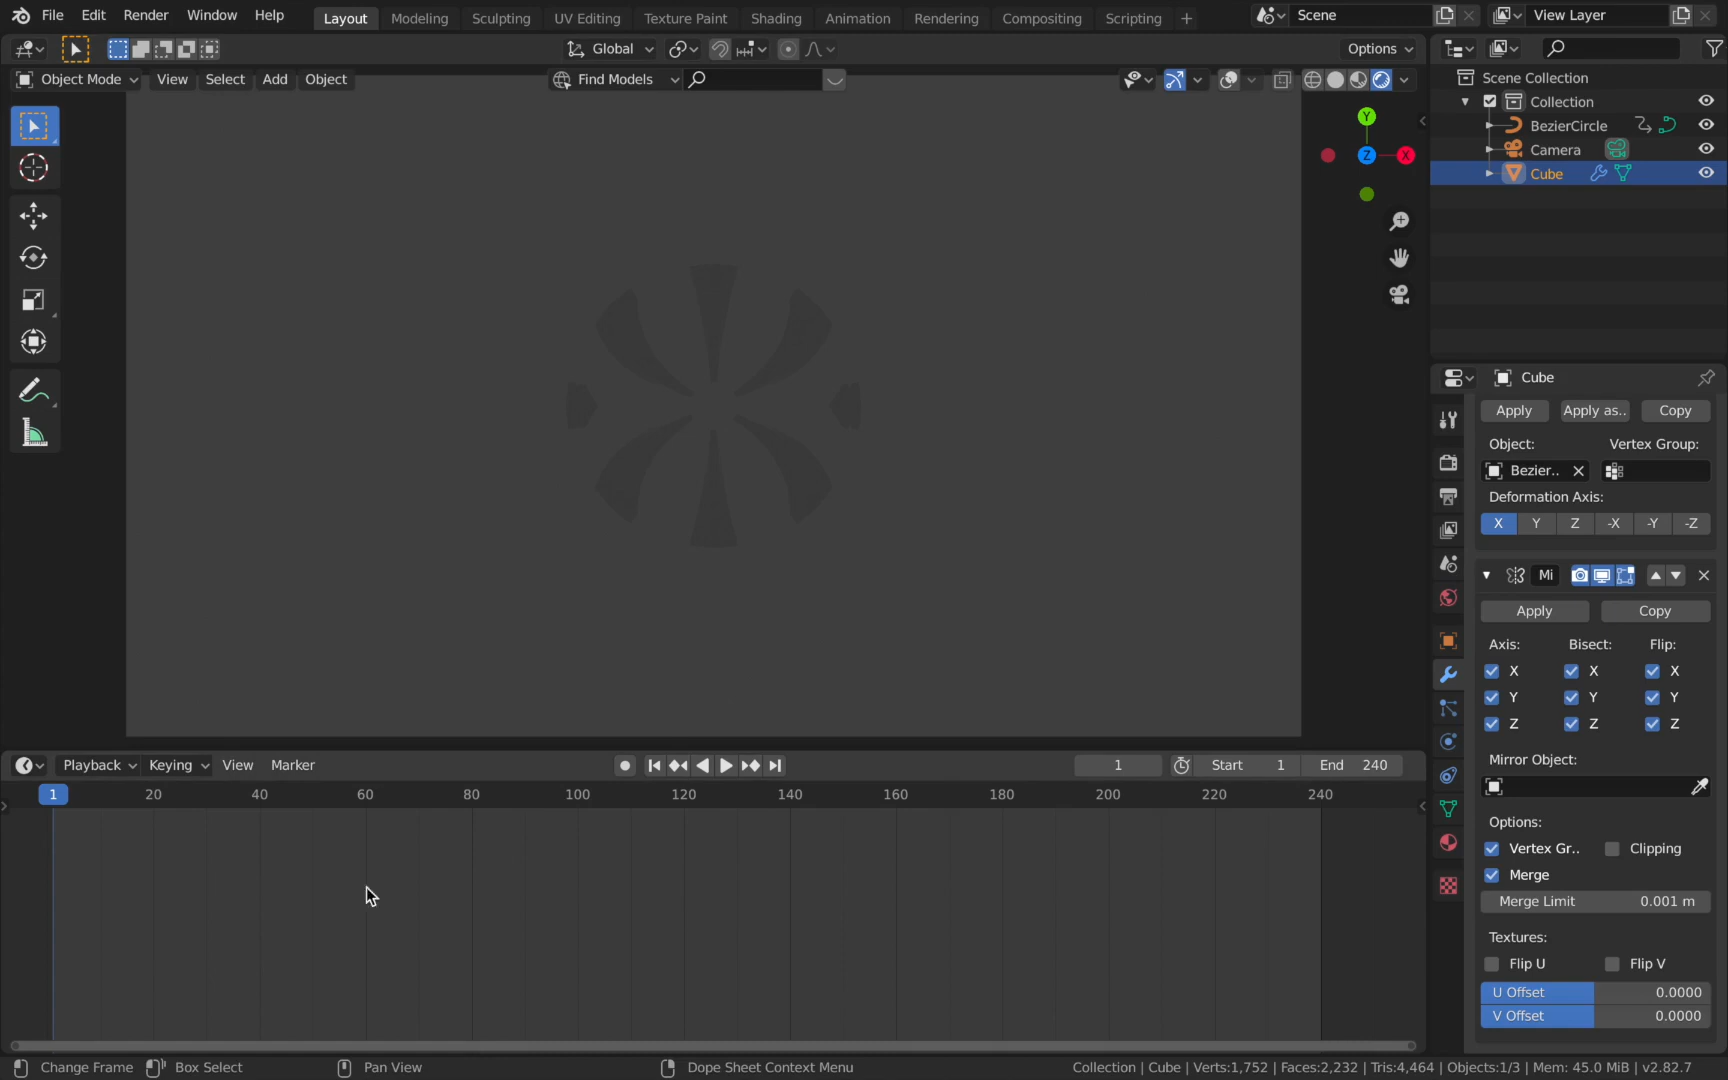 File Edit Render Window Help Layout Modeling Sculpting UV Editing Texture Paint Shading Animation Rendering Compositing Scripting + Scene View Layer
Global Options
Object Mode View Select Add Object Find Models
Scene Collection
Collection
BezierCircle
Camera
Cube
Y
Z X
Cube
Apply Apply as.. Copy
Object: Vertex Group:
Bezier..
Deformation Axis:
X Y Z -X -Y -Z
Mi
Apply Copy
Axis: Bisect: Flip:
X X X
Y Y Y
Z Z Z
Mirror Object:
Options:
Vertex Gr.. Clipping
Merge
Merge Limit 0.001 m
Textures:
Flip U Flip V
U Offset 0.0000
V Offset 0.0000
Playback Keying View Marker 1 Start 1 End 240
1 20 40 60 80 100 120 140 160 180 200 220 240
Change Frame Box Select Pan View Dope Sheet Context Menu Collection | Cube | Verts:1,752 | Faces:2,232 | Tris:4,464 | Objects:1/3 | Mem: 45.0 MiB | v2.82.7